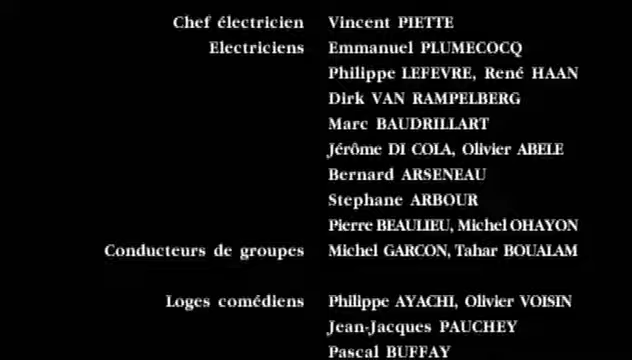 Chef électricien Vincent PIETTE
Electriciens Emmanuel PLUMECOCQ
Philippe LEFEVRE, René HAAN
Dirk VAN RAMPELBERG
Marc BAUDRILLART
Jérôme DI COLA, Olivier ABELE
Bernard ARSENEAU
Stephane ARBOUR
Pierre BEAULIEU, Michel OHAYON
Conducteurs de groupes Michel GARCON, Tahar BOUALAM
Loges comédiens Philippe AYACHI, Olivier VOISIN
Jean-Jacques PAUCHEY
Pascal BUFFAY